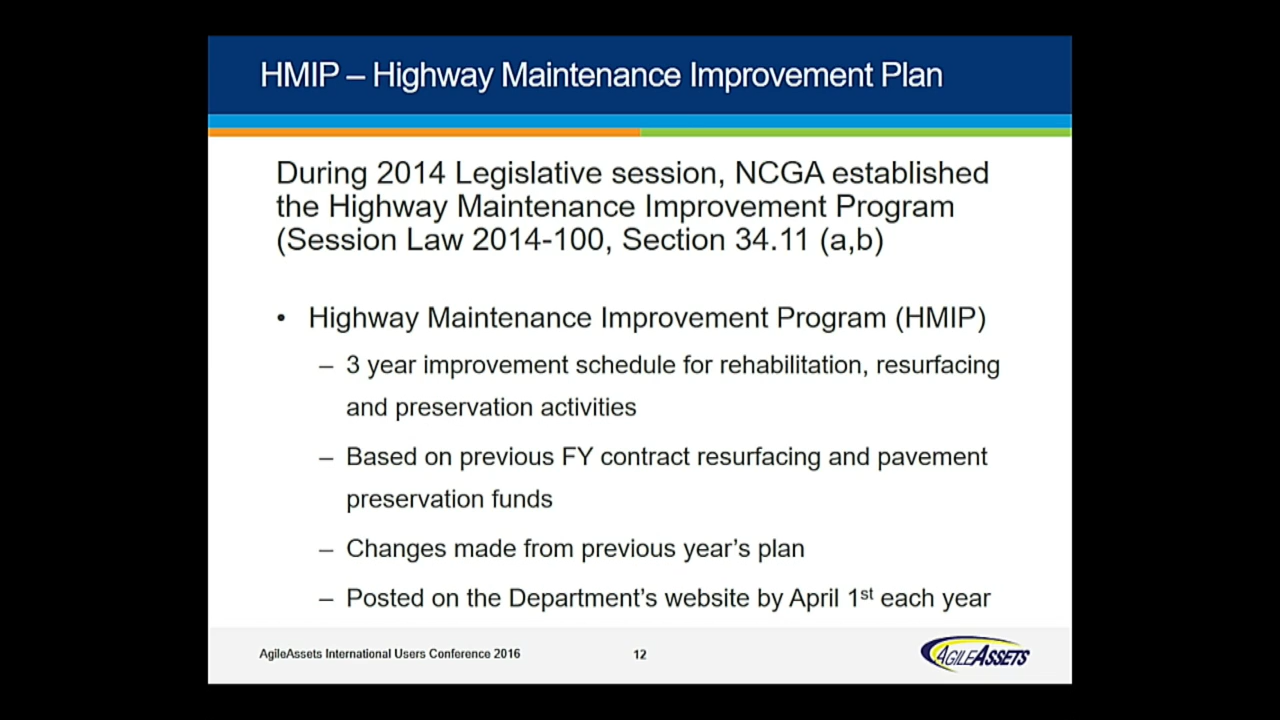 HMIP – Highway Maintenance Improvement Plan
During 2014 Legislative session, NCGA established
the Highway Maintenance Improvement Program
(Session Law 2014-100, Section 34.11 (a,b)
• Highway Maintenance Improvement Program (HMIP)
– 3 year improvement schedule for rehabilitation, resurfacing
and preservation activities
– Based on previous FY contract resurfacing and pavement
preservation funds
– Changes made from previous year’s plan
– Posted on the Department’s website by April 1st each year
AgileAssets International Users Conference 2016
12
AGILEASSETS